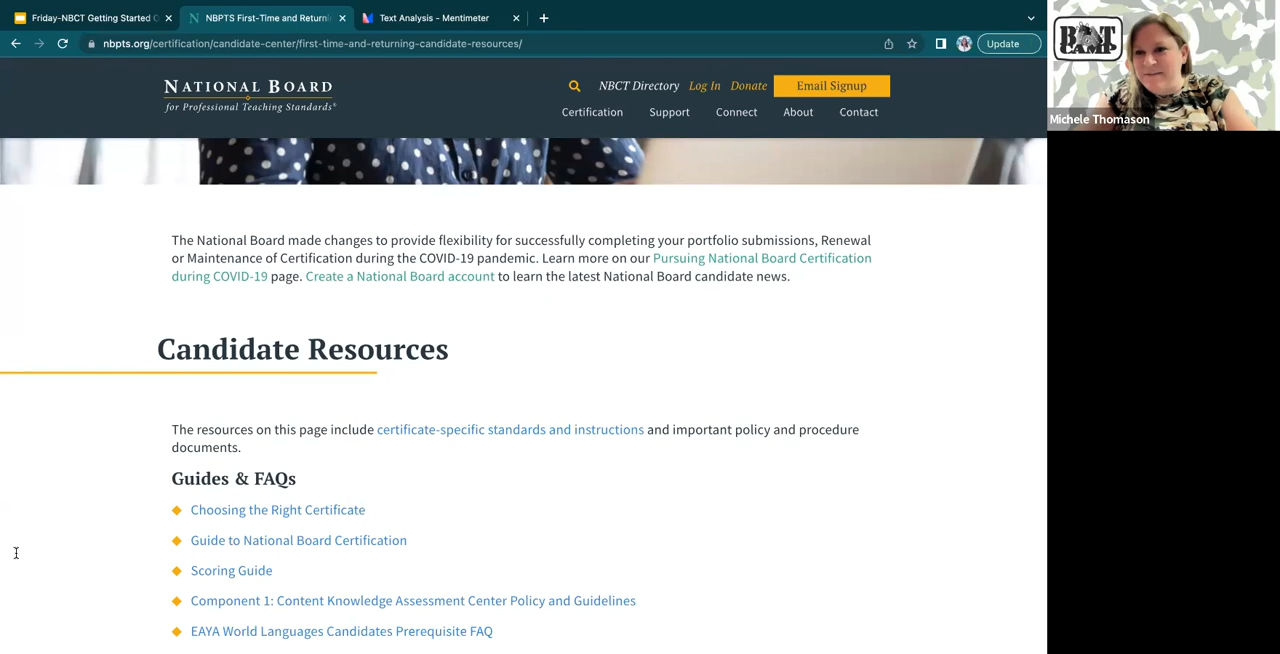 Friday-NBCT Getting Started
NBPTS First-Time and Return
Text Analysis - Mentimeter
nbpts.org/certification/candidate-center/first-time-and-returning-candidate-resources/
Update
NATIONAL BOARD
for Professional Teaching Standards®
NBCT Directory Log In Donate Email Signup
Certification Support Connect About Contact
BOOT CAMP
Michele Thomason
The National Board made changes to provide flexibility for successfully completing your portfolio submissions, Renewal
or Maintenance of Certification during the COVID-19 pandemic. Learn more on our Pursuing National Board Certification
during COVID-19 page. Create a National Board account to learn the latest National Board candidate news.
Candidate Resources
The resources on this page include certificate-specific standards and instructions and important policy and procedure
documents.
Guides & FAQs
Choosing the Right Certificate
Guide to National Board Certification
Scoring Guide
Component 1: Content Knowledge Assessment Center Policy and Guidelines
EAYA World Languages Candidates Prerequisite FAQ